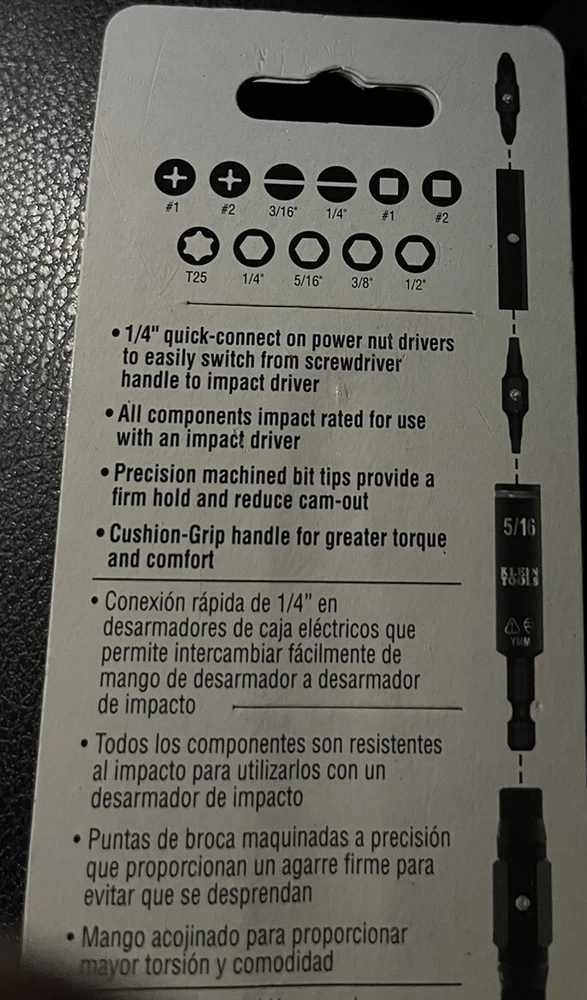 #1 #2 3/16" 1/4" #1 #2
T25 1/4" 5/16" 3/8" 1/2"
• 1/4" quick-connect on power nut drivers
to easily switch from screwdriver
handle to impact driver
• All components impact rated for use
with an impact driver
• Precision machined bit tips provide a
firm hold and reduce cam-out
• Cushion-Grip handle for greater torque
and comfort
• Conexión rápida de 1/4" en
desarmadores de caja eléctricos que
permite intercambiar fácilmente de
mango de desarmador a desarmador
de impacto
• Todos los componentes son resistentes
al impacto para utilizarlos con un
desarmador de impacto
• Puntas de broca maquinadas a precisión
que proporcionan un agarre firme para
evitar que se desprendan
• Mango acojinado para proporcionar
mayor torsión y comodidad
5/16
KLEIN
TOOLS
YMM